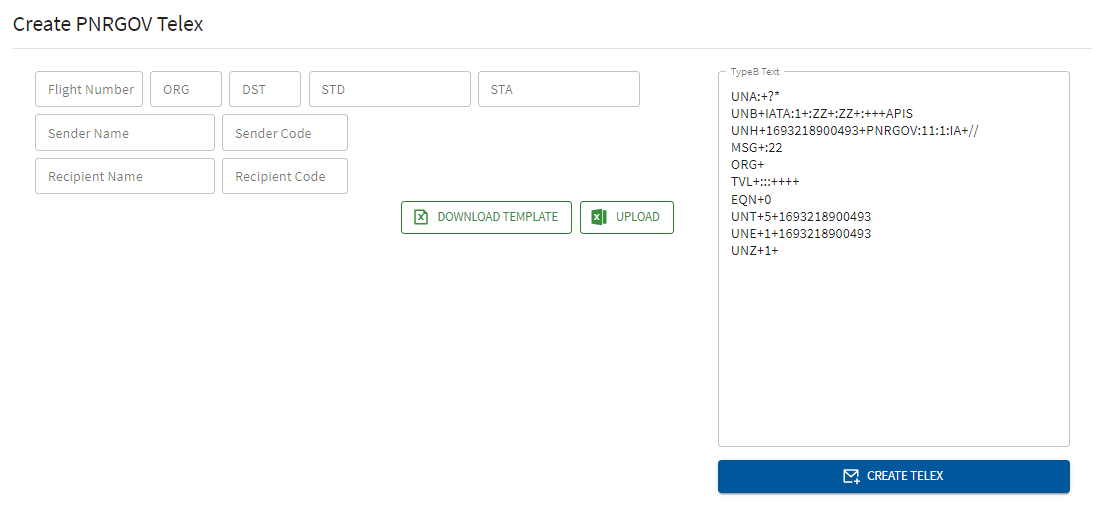 Create PNRGOV Telex
Flight Number ORG DST STD STA
Sender Name Sender Code
Recipient Name Recipient Code
DOWNLOAD TEMPLATE UPLOAD
TypeB Text
UNA:+?*
UNB+IATA:1+:ZZ+:ZZ+:+++APIS
UNH+1693218900493+PNRGOV:11:1:IA+//
MSG+:22
ORG+
TVL+:::++++
EQN+0
UNT+5+1693218900493
UNE+1+1693218900493
UNZ+1+
CREATE TELEX